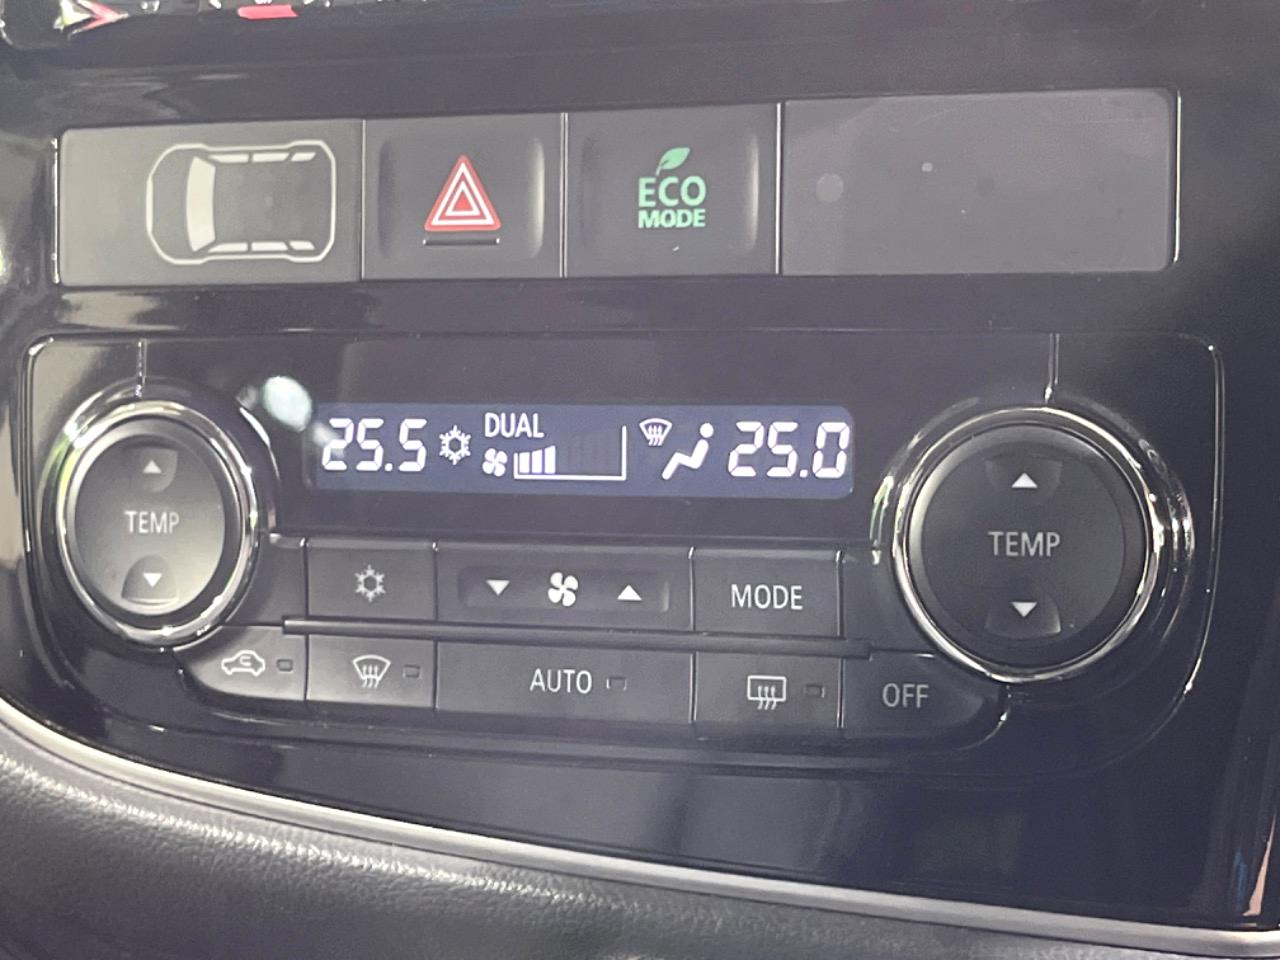 ECO
MODE
25.5 DUAL 25.0
TEMP
TEMP
MODE
AUTO
OFF